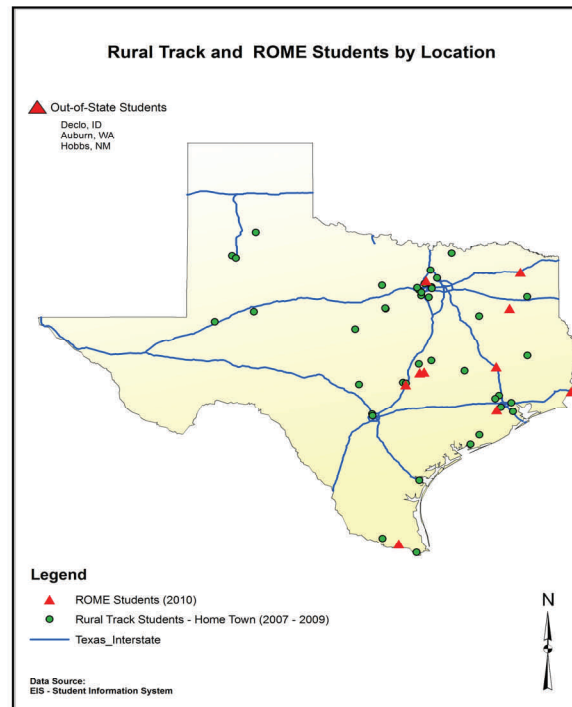 Rural Track and ROME Students by Location
Out-of-State Students
Declo, ID
Auburn, WA
Hobbs, NM
Legend
ROME Students (2010)
Rural Track Students - Home Town (2007 - 2009)
Texas_Interstate
N
Data Source:
EIS - Student Information System